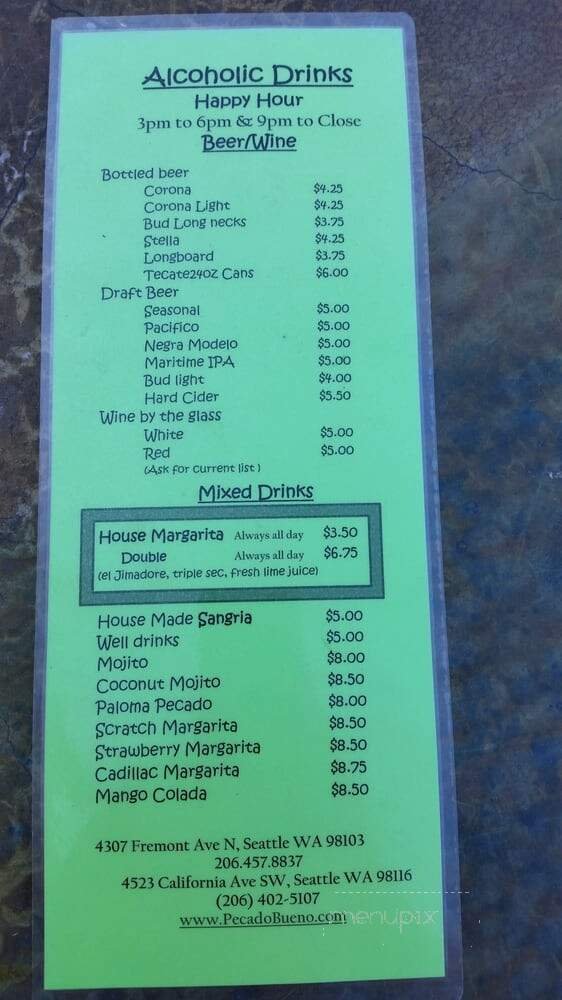 Alcoholic Drinks
Happy Hour
3pm to 6pm & 9pm to Close
Beer/Wine
Bottled beer
Corona $4.25
Corona Light $4.25
Bud Long necks $3.75
Stella $4.25
Longboard $3.75
Tecate24oz Cans $6.00
Draft Beer
Seasonal $5.00
Pacifico $5.00
Negra Modelo $5.00
Maritime IPA $5.00
Bud light $4.00
Hard Cider $5.50
Wine by the glass
White $5.00
Red $5.00
(Ask for current list )
Mixed Drinks
House Margarita Always all day $3.50
Double Always all day $6.75
(el Jimadore, triple sec, fresh lime juice)
House Made Sangria $5.00
Well drinks $5.00
Mojito $8.00
Coconut Mojito $8.50
Paloma Pecado $8.00
Scratch Margarita $8.50
Strawberry Margarita $8.50
Cadillac Margarita $8.75
Mango Colada $8.50
4307 Fremont Ave N, Seattle WA 98103
206.457.8837
4523 California Ave SW, Seattle WA 98116
(206) 402-5107
www.PecadoBueno.com
menupix